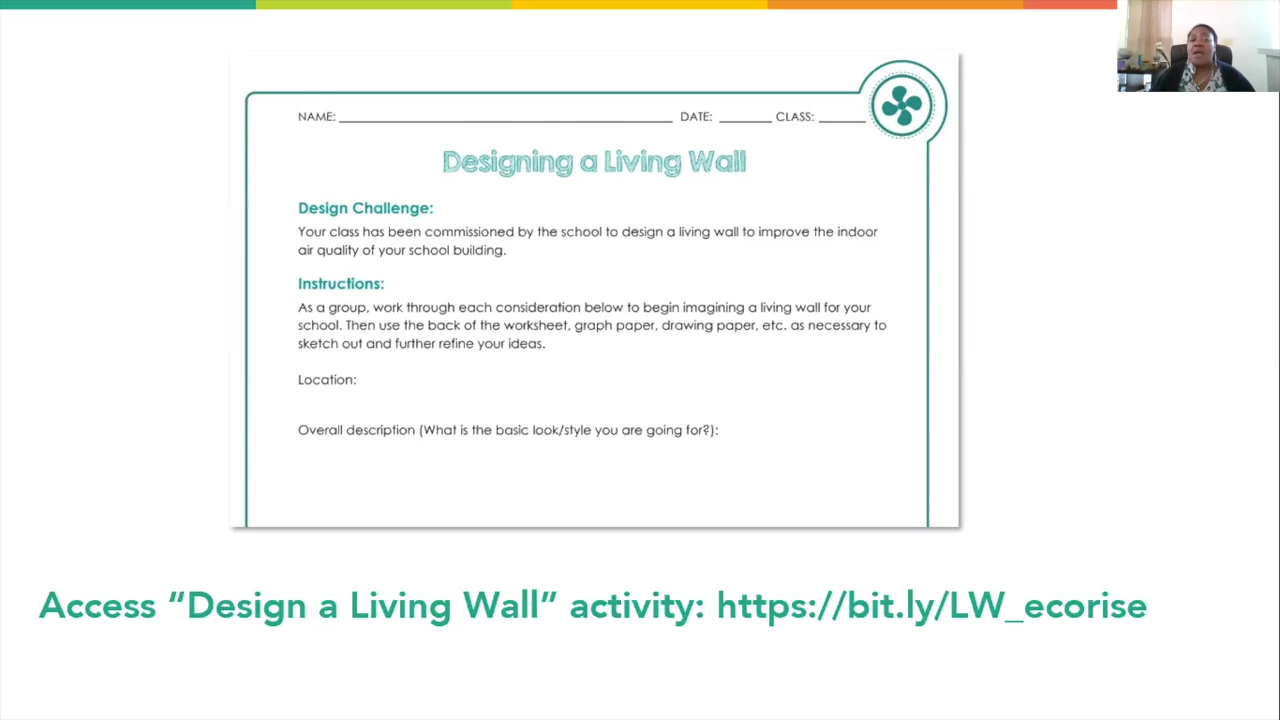 NAME: ________ DATE: ________ CLASS: ________
Designing a Living Wall
Design Challenge:
Your class has been commissioned by the school to design a living wall to improve the indoor
air quality of your school building.
Instructions:
As a group, work through each consideration below to begin imagining a living wall for your
school. Then use the back of the worksheet, graph paper, drawing paper, etc. as necessary to
sketch out and further refine your ideas.
Location:
Overall description (What is the basic look/style you are going for?):
Access “Design a Living Wall” activity: https://bit.ly/LW_ecorise